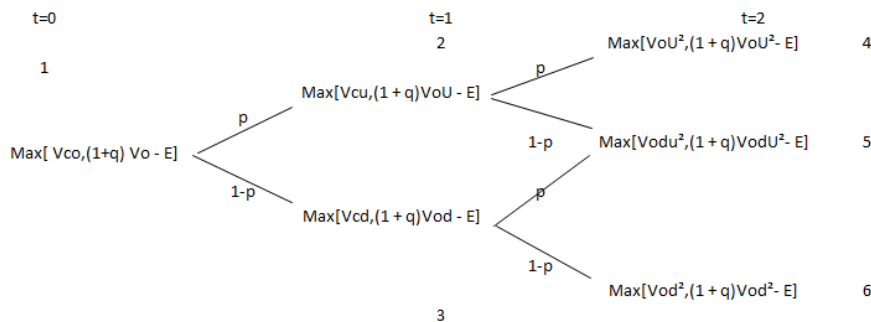 t=0 t=1 t=2
2 Max[VoU²,(1 + q)VoU²- E] 4
1
p
Max[Vcu,(1 + q)VoU - E]
p
1-p Max[Vodu²,(1 + q)VodU²- E] 5
Max[ Vco,(1+q) Vo - E]
1-p
p
Max[Vcd,(1 + q)Vod - E]
1-p
Max[Vod²,(1 + q)Vod²- E] 6
3